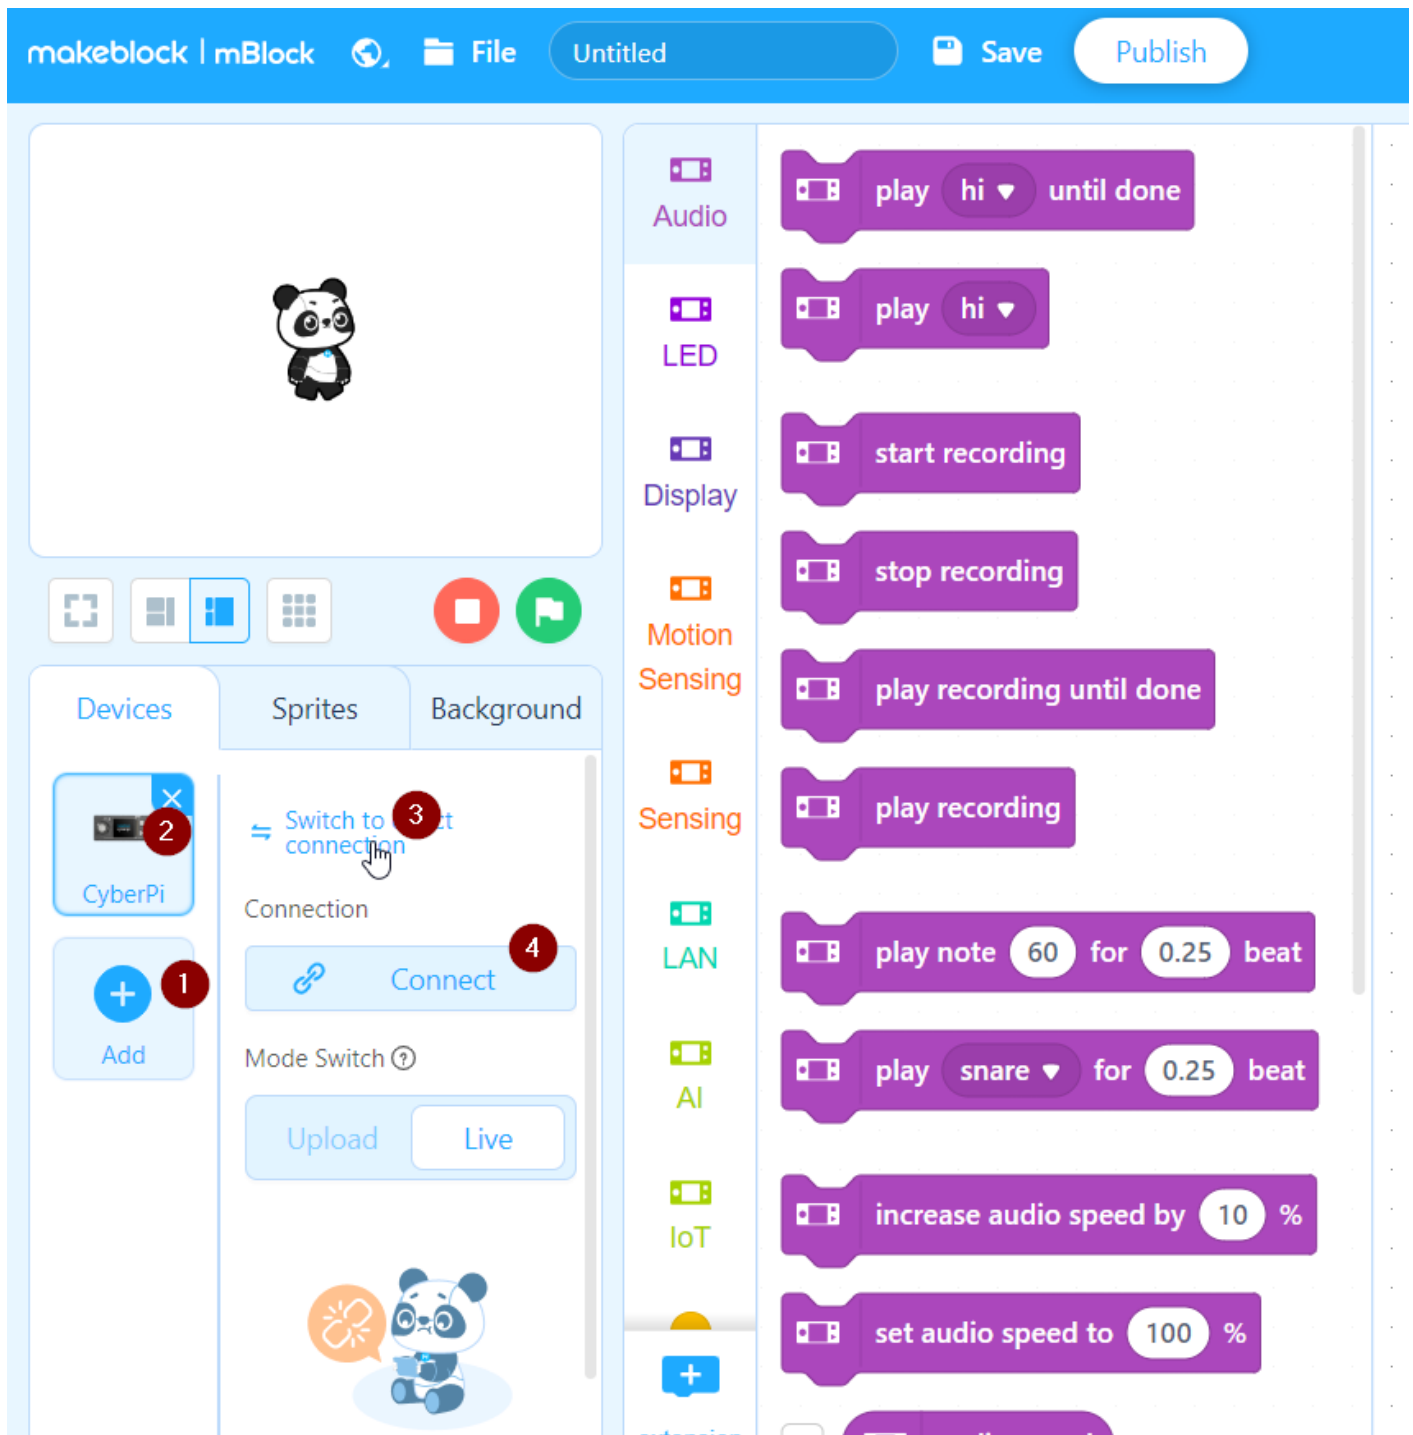 makeblock | mBlock File Untitled Save Publish
Audio
LED
Display
Motion
Sensing
Sensing
LAN
AI
IoT
play hi until done
play hi
start recording
stop recording
play recording until done
play recording
play note 60 for 0.25 beat
play snare for 0.25 beat
increase audio speed by 10 %
set audio speed to 100 %
Devices Sprites Background
2
CyberPi
1
Add
Switch to 3
connection
Connection
4
Connect
Mode Switch ?
Upload Live